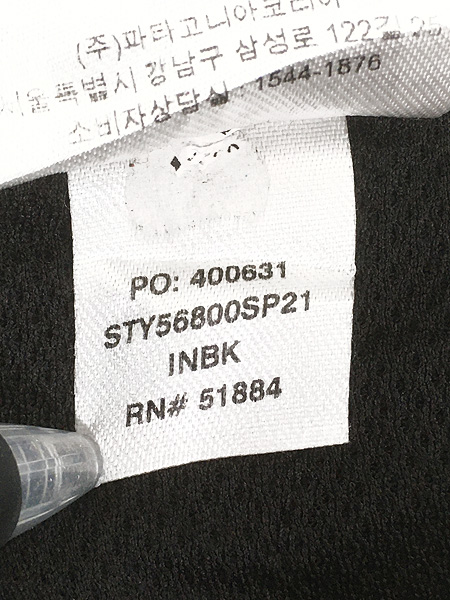 (주)파타고니아코리아
서울특별시 강남구 삼성로 122길 25
소비자상담실 : 1544-1876
PO: 400631
STY56800SP21
INBK
RN# 51884